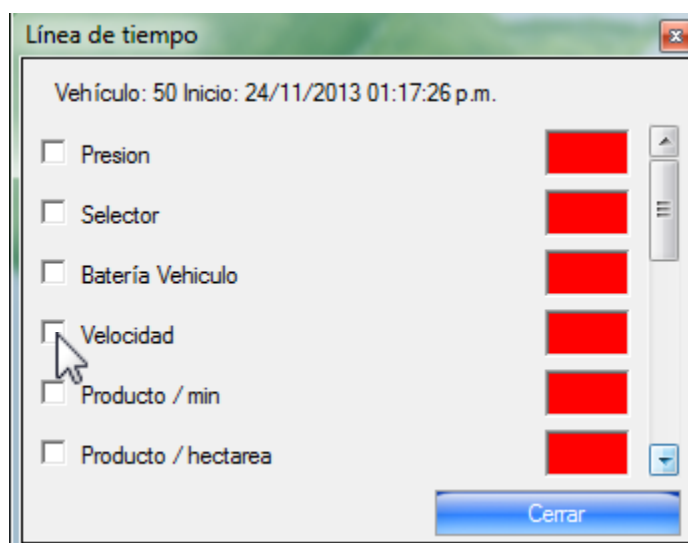 Línea de tiempo
Vehículo: 50 Inicio: 24/11/2013 01:17:26 p.m.
Presion
Selector
Batería Vehiculo
Velocidad
Producto / min
Producto / hectarea
Cerrar